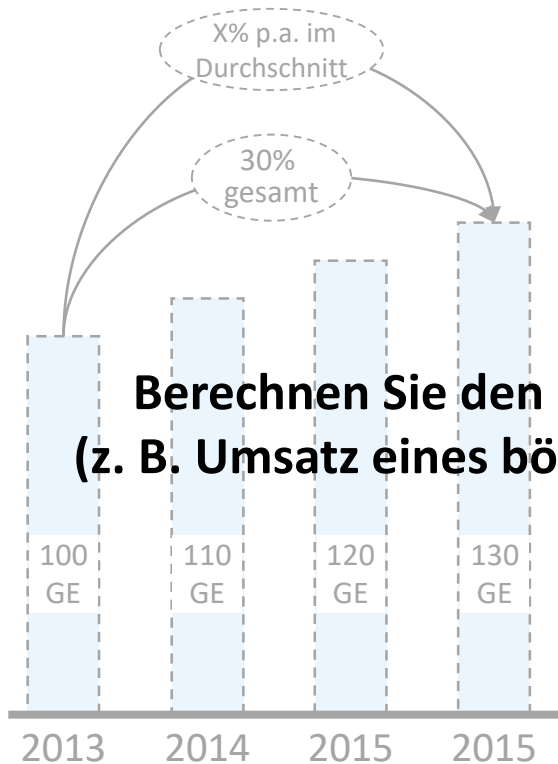 X% p.a. im
Durchschnitt
30%
gesamt
Berechnen Sie den
(z. B. Umsatz eines bö
100 110 120 130
GE GE GE GE
2013 2014 2015 2015